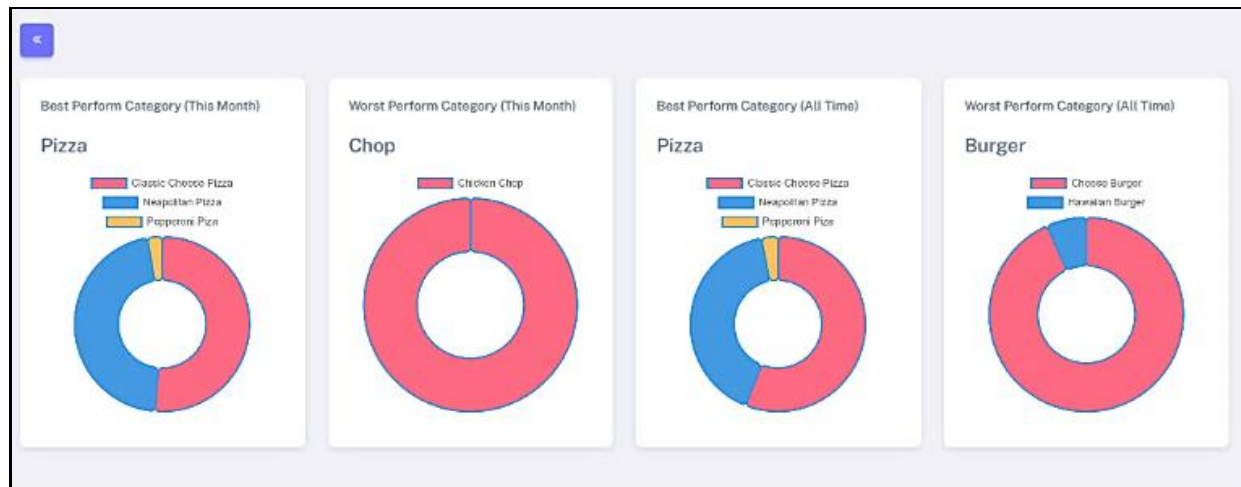 «
Best Perform Category (This Month)
Pizza
Classic Cheese Pizza
Neapolitan Pizza
Pepperoni Piza
Worst Perform Category (This Month)
Chop
Chicken Chop
Best Perform Category (All Time)
Pizza
Classic Cheese Pizza
Neapolitan Pizza
Pepperoni Piza
Worst Perform Category (All Time)
Burger
Cheese Burger
Hawaiian Burger